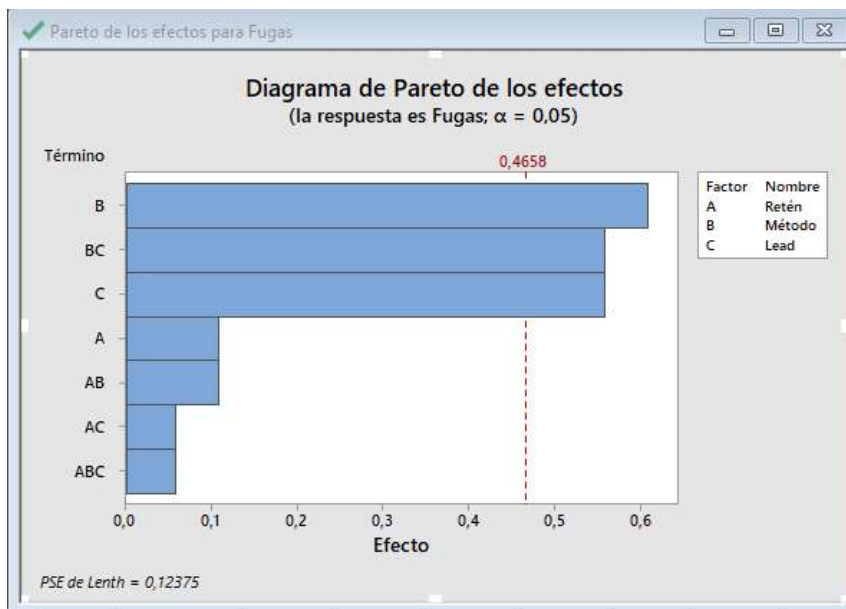 Pareto de los efectos para Fugas
Diagrama de Pareto de los efectos
(la respuesta es Fugas; α = 0,05)
Término
0,4658
B
BC
C
A
AB
AC
ABC
0,0 0,1 0,2 0,3 0,4 0,5 0,6
Efecto
Factor Nombre
A Retén
B Método
C Lead
PSE de Lenth = 0,12375